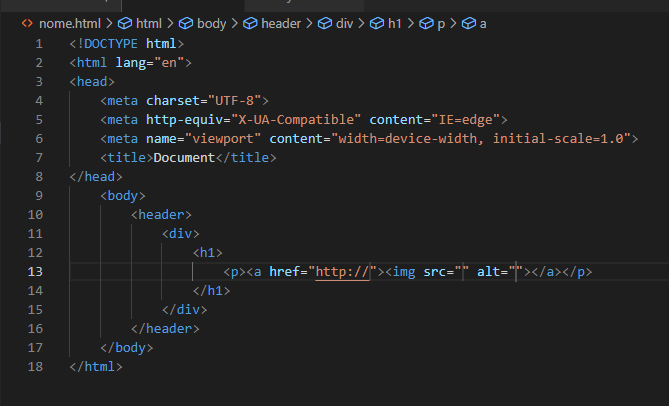 nome.html > html > body > header > div > h1 > p > a
1 <!DOCTYPE html>
2 <html lang="en">
3 <head>
4 <meta charset="UTF-8">
5 <meta http-equiv="X-UA-Compatible" content="IE=edge">
6 <meta name="viewport" content="width=device-width, initial-scale=1.0">
7 <title>Document</title>
8 </head>
9 <body>
10 <header>
11 <div>
12 <h1>
13 <p><a href="http://"><img src="" alt=""></a></p>
14 </h1>
15 </div>
16 </header>
17 </body>
18 </html>